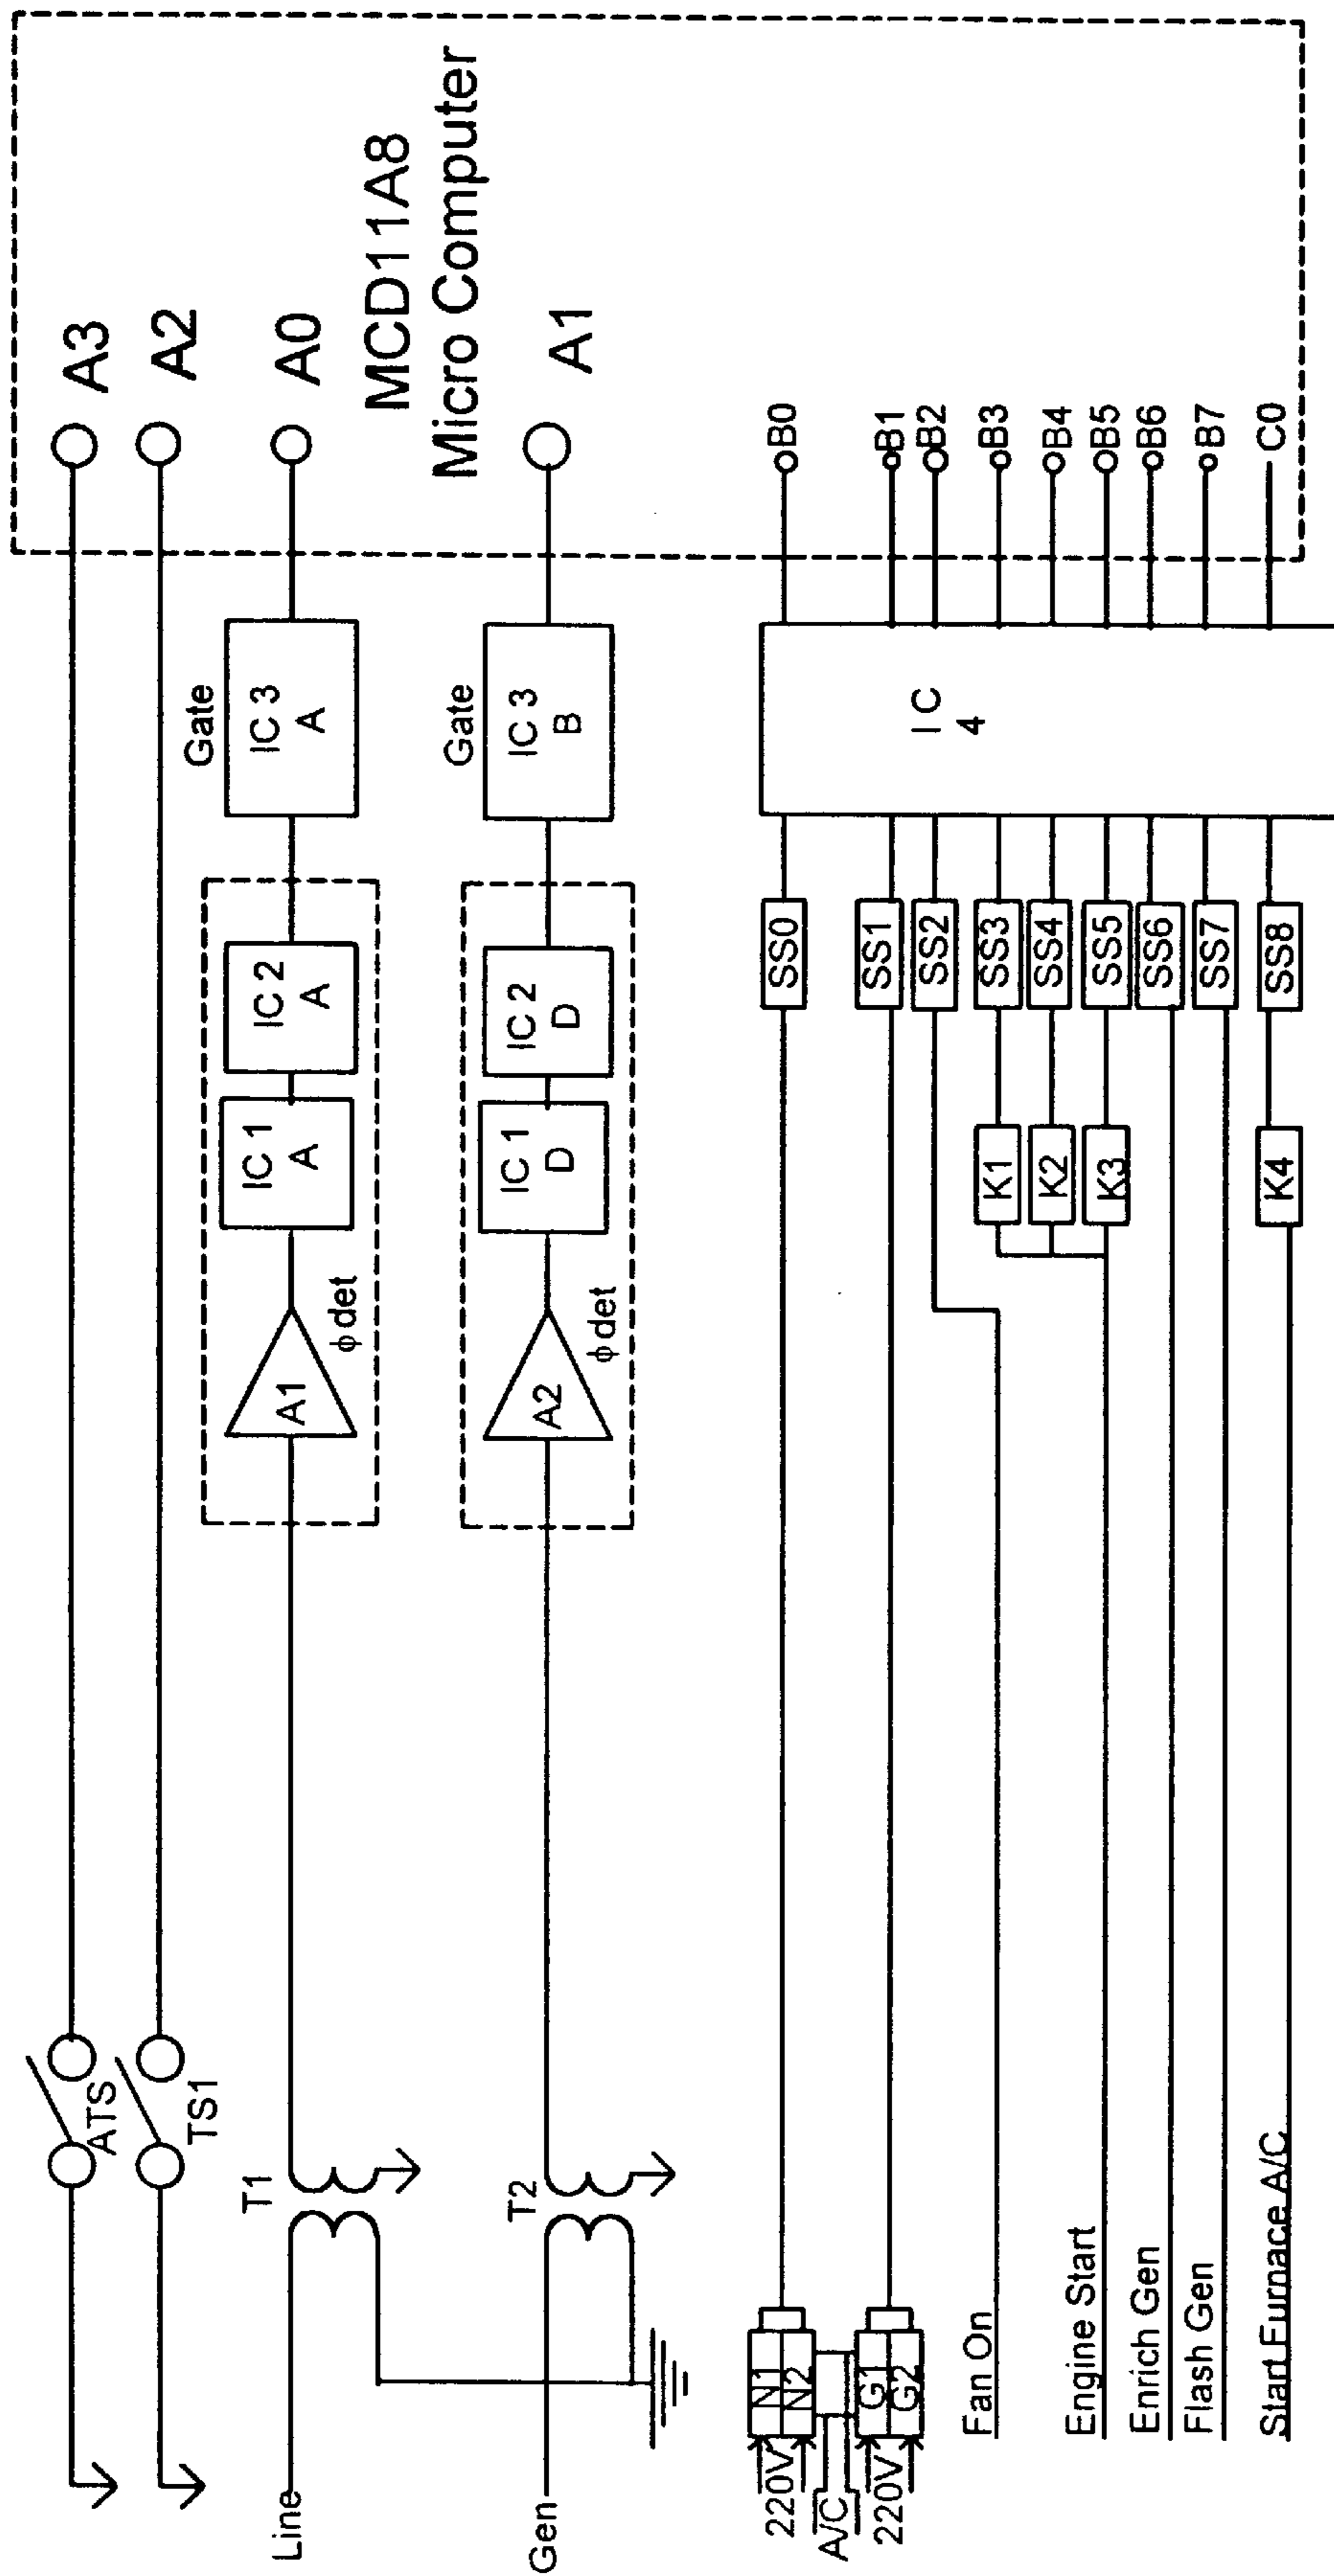 A3
A2
A0
MCD11A8
Micro Computer
A1
B0
B1
B2
B3
B4
B5
B6
B7
C0
Gate
IC 3
A
Gate
IC 3
B
IC
4
IC 2
A
IC 1
A
A1
ϕ det
IC 2
D
IC 1
D
A2
ϕ det
SS0
SS1
SS2
SS3
SS4
SS5
SS6
SS7
SS8
K1
K2
K3
K4
ATS
TS1
T1
T2
Line
Gen
N1
N2
G1
G2
220V
A/C
220V
Fan On
Engine Start
Enrich Gen
Flash Gen
Start Furnace A/C